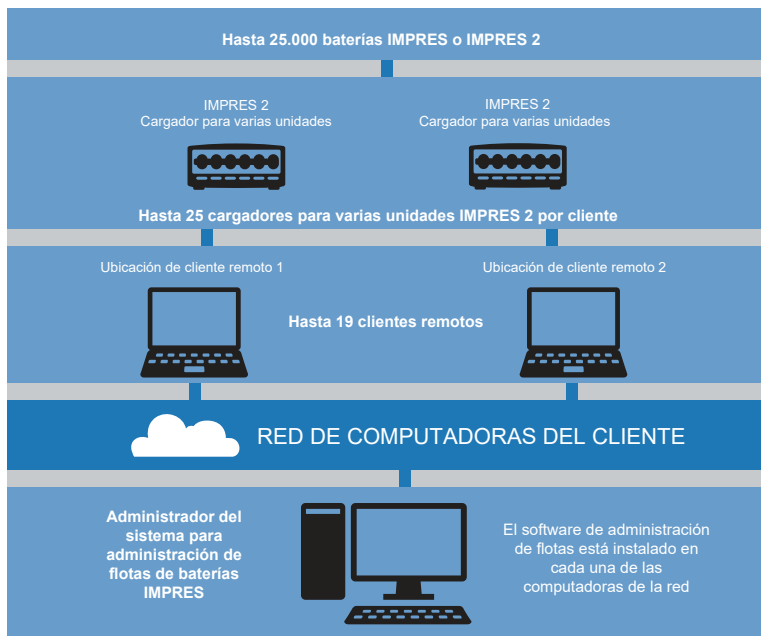 Hasta 25.000 baterías IMPRES o IMPRES 2
IMPRES 2
Cargador para varias unidades
IMPRES 2
Cargador para varias unidades
Hasta 25 cargadores para varias unidades IMPRES 2 por cliente
Ubicación de cliente remoto 1
Ubicación de cliente remoto 2
Hasta 19 clientes remotos
RED DE COMPUTADORAS DEL CLIENTE
Administrador del
sistema para
administración de
flotas de baterías
IMPRES
El software de administración
de flotas está instalado en
cada una de las
computadoras de la red